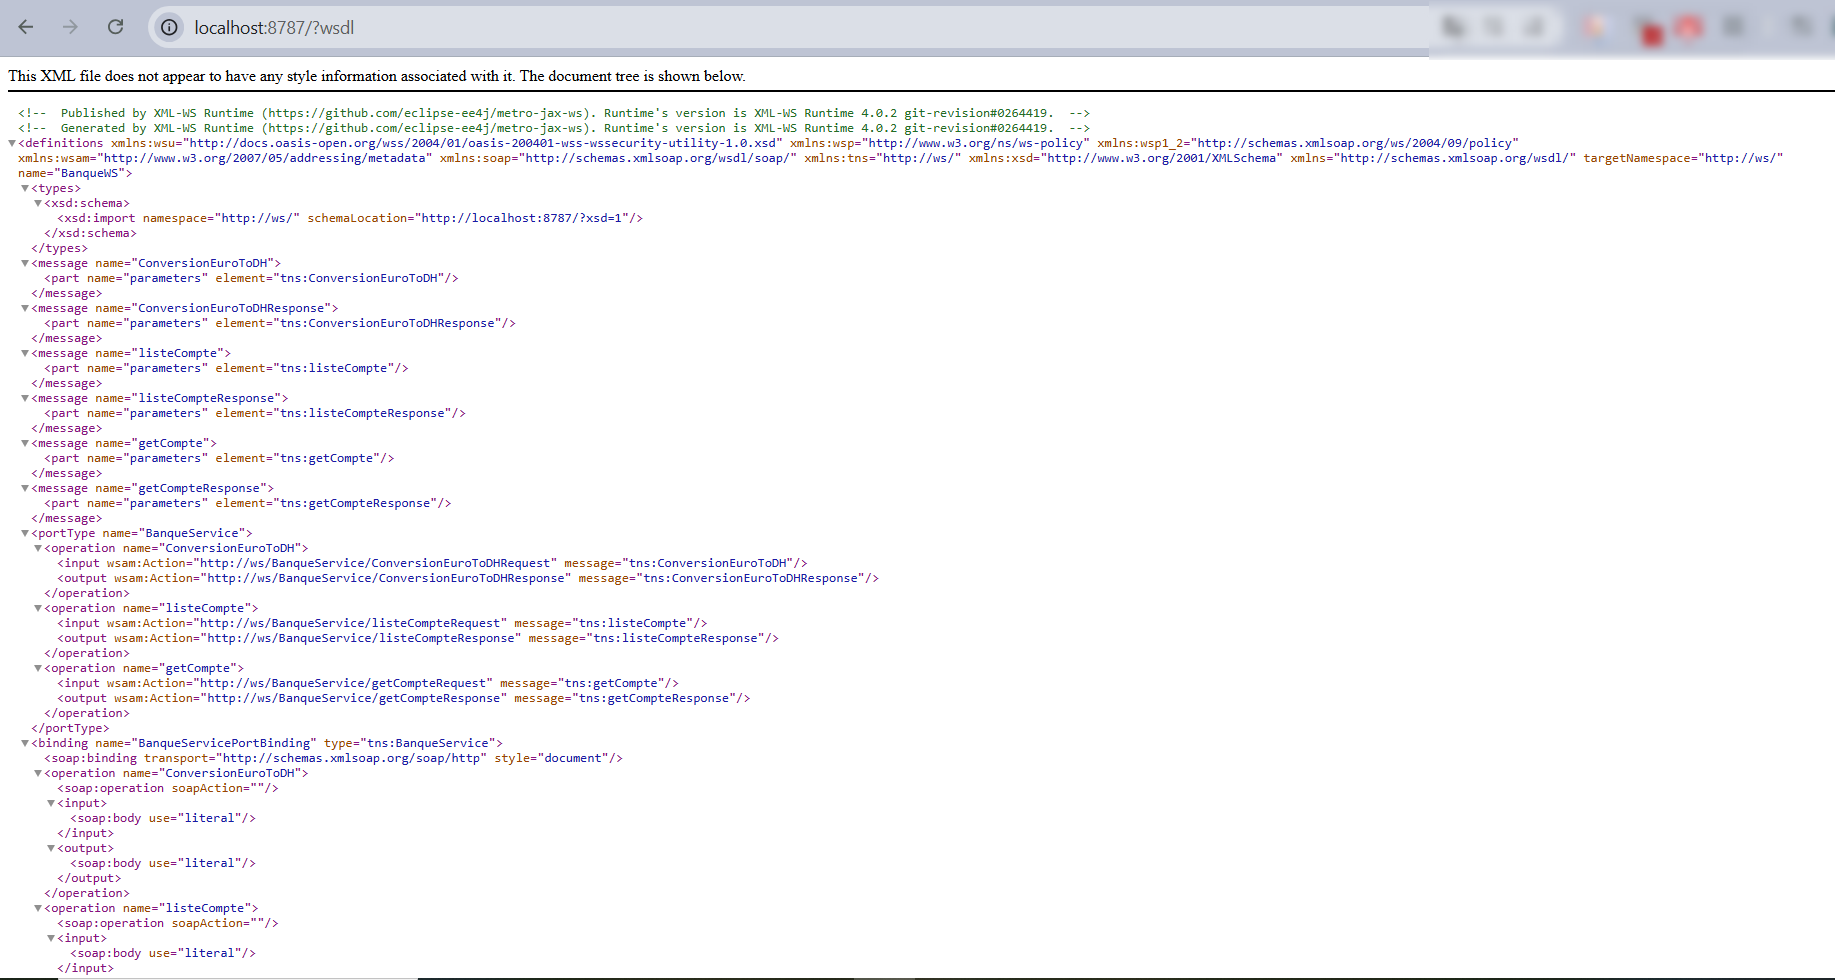 localhost:8787/?wsdl
This XML file does not appear to have any style information associated with it. The document tree is shown below.
<!--  Published by XML-WS Runtime (https://github.com/eclipse-ee4j/metro-jax-ws). Runtime's version is XML-WS Runtime 4.0.2 git-revision#0264419.  -->
<!--  Generated by XML-WS Runtime (https://github.com/eclipse-ee4j/metro-jax-ws). Runtime's version is XML-WS Runtime 4.0.2 git-revision#0264419.  -->
<definitions xmlns:wsu="http://docs.oasis-open.org/wss/2004/01/oasis-200401-wss-wssecurity-utility-1.0.xsd" xmlns:wsp="http://www.w3.org/ns/ws-policy" xmlns:wsp1_2="http://schemas.xmlsoap.org/ws/2004/09/policy"
xmlns:wsam="http://www.w3.org/2007/05/addressing/metadata" xmlns:soap="http://schemas.xmlsoap.org/wsdl/soap/" xmlns:tns="http://ws/" xmlns:xsd="http://www.w3.org/2001/XMLSchema" xmlns="http://schemas.xmlsoap.org/wsdl/" targetNamespace="http://ws/"
name="BanqueWS">
<types>
<xsd:schema>
<xsd:import namespace="http://ws/" schemaLocation="http://localhost:8787/?xsd=1"/>
</xsd:schema>
</types>
<message name="ConversionEuroToDH">
<part name="parameters" element="tns:ConversionEuroToDH"/>
</message>
<message name="ConversionEuroToDHResponse">
<part name="parameters" element="tns:ConversionEuroToDHResponse"/>
</message>
<message name="listeCompte">
<part name="parameters" element="tns:listeCompte"/>
</message>
<message name="listeCompteResponse">
<part name="parameters" element="tns:listeCompteResponse"/>
</message>
<message name="getCompte">
<part name="parameters" element="tns:getCompte"/>
</message>
<message name="getCompteResponse">
<part name="parameters" element="tns:getCompteResponse"/>
</message>
<portType name="BanqueService">
<operation name="ConversionEuroToDH">
<input wsam:Action="http://ws/BanqueService/ConversionEuroToDHRequest" message="tns:ConversionEuroToDH"/>
<output wsam:Action="http://ws/BanqueService/ConversionEuroToDHResponse" message="tns:ConversionEuroToDHResponse"/>
</operation>
<operation name="listeCompte">
<input wsam:Action="http://ws/BanqueService/listeCompteRequest" message="tns:listeCompte"/>
<output wsam:Action="http://ws/BanqueService/listeCompteResponse" message="tns:listeCompteResponse"/>
</operation>
<operation name="getCompte">
<input wsam:Action="http://ws/BanqueService/getCompteRequest" message="tns:getCompte"/>
<output wsam:Action="http://ws/BanqueService/getCompteResponse" message="tns:getCompteResponse"/>
</operation>
</portType>
<binding name="BanqueServicePortBinding" type="tns:BanqueService">
<soap:binding transport="http://schemas.xmlsoap.org/soap/http" style="document"/>
<operation name="ConversionEuroToDH">
<soap:operation soapAction=""/>
<input>
<soap:body use="literal"/>
</input>
<output>
<soap:body use="literal"/>
</output>
</operation>
<operation name="listeCompte">
<soap:operation soapAction=""/>
<input>
<soap:body use="literal"/>
</input>